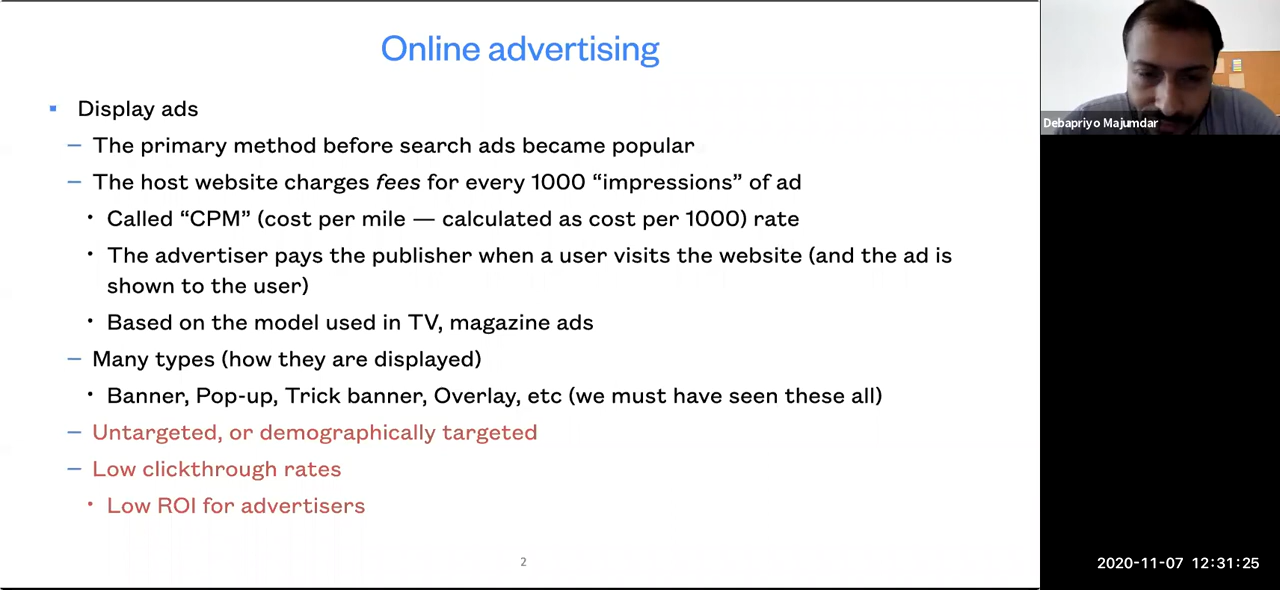 Online advertising
▪ Display ads
– The primary method before search ads became popular
– The host website charges fees for every 1000 “impressions” of ad
• Called “CPM” (cost per mile — calculated as cost per 1000) rate
• The advertiser pays the publisher when a user visits the website (and the ad is
shown to the user)
• Based on the model used in TV, magazine ads
– Many types (how they are displayed)
• Banner, Pop-up, Trick banner, Overlay, etc (we must have seen these all)
– Untargeted, or demographically targeted
– Low clickthrough rates
• Low ROI for advertisers
2
Debapriyo Majumdar
2020-11-07 12:31:25